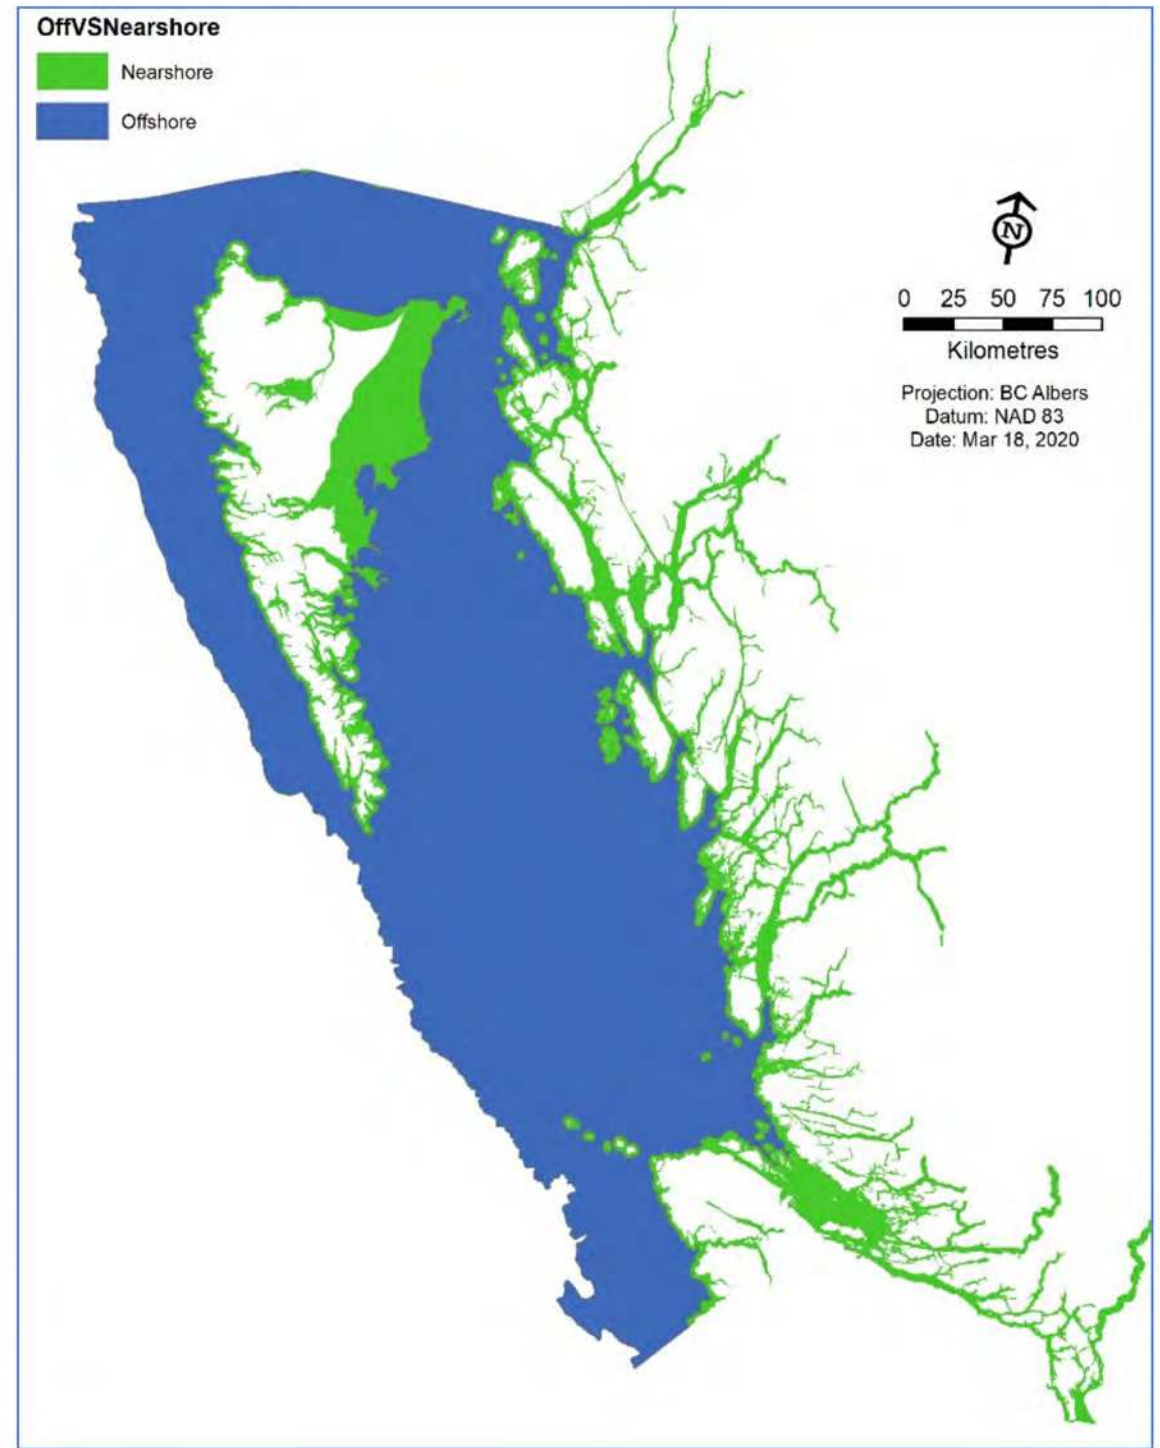 OffVSNearshore
Nearshore
Offshore
N
0 25 50 75 100
Kilometres
Projection: BC Albers
Datum: NAD 83
Date: Mar 18, 2020